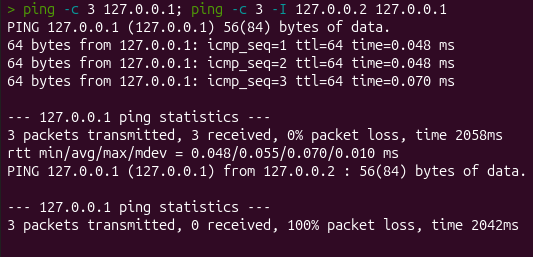 > ping -c 3 127.0.0.1; ping -c 3 -I 127.0.0.2 127.0.0.1
PING 127.0.0.1 (127.0.0.1) 56(84) bytes of data.
64 bytes from 127.0.0.1: icmp_seq=1 ttl=64 time=0.048 ms
64 bytes from 127.0.0.1: icmp_seq=2 ttl=64 time=0.048 ms
64 bytes from 127.0.0.1: icmp_seq=3 ttl=64 time=0.070 ms

--- 127.0.0.1 ping statistics ---
3 packets transmitted, 3 received, 0% packet loss, time 2058ms
rtt min/avg/max/mdev = 0.048/0.055/0.070/0.010 ms
PING 127.0.0.1 (127.0.0.1) from 127.0.0.2 : 56(84) bytes of data.

--- 127.0.0.1 ping statistics ---
3 packets transmitted, 0 received, 100% packet loss, time 2042ms